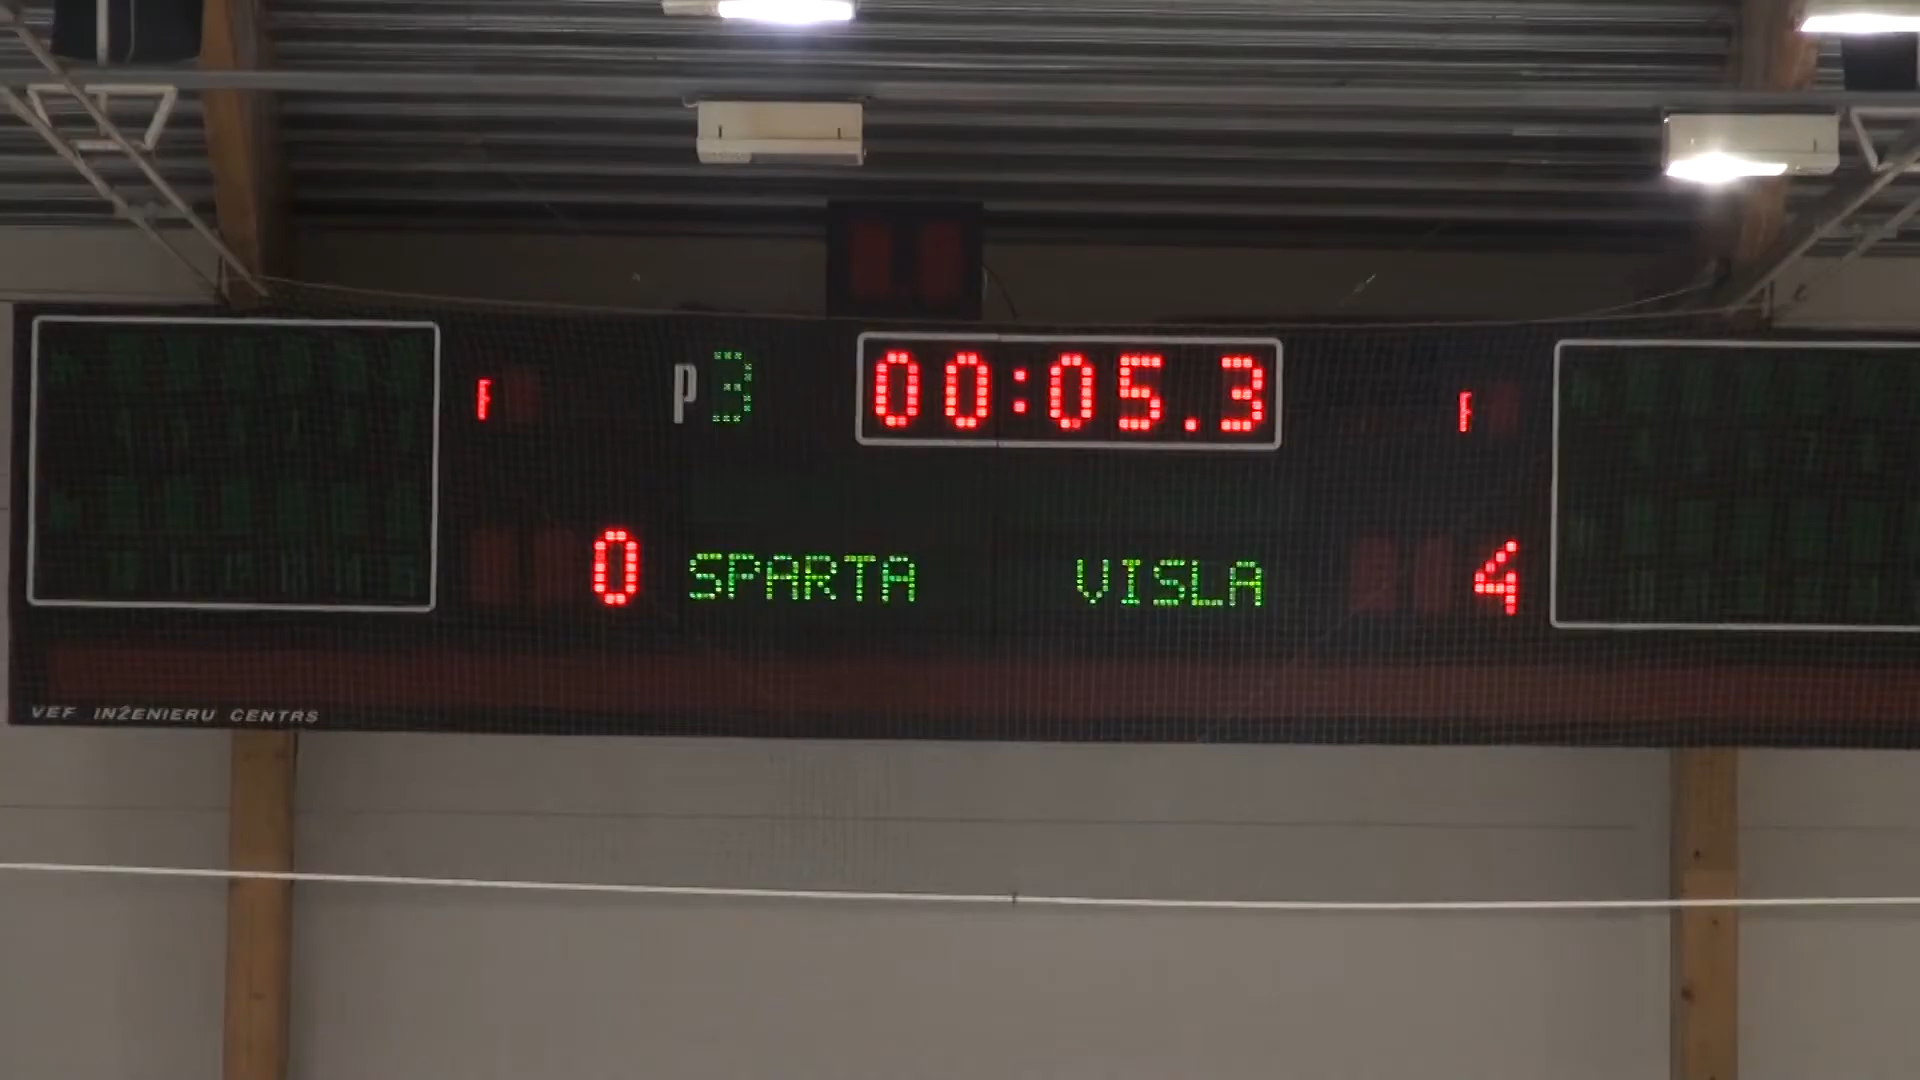 F P3 00:05.3 F
0 SPARTA VISLA 4
VEF INŽENIERU CENTRS